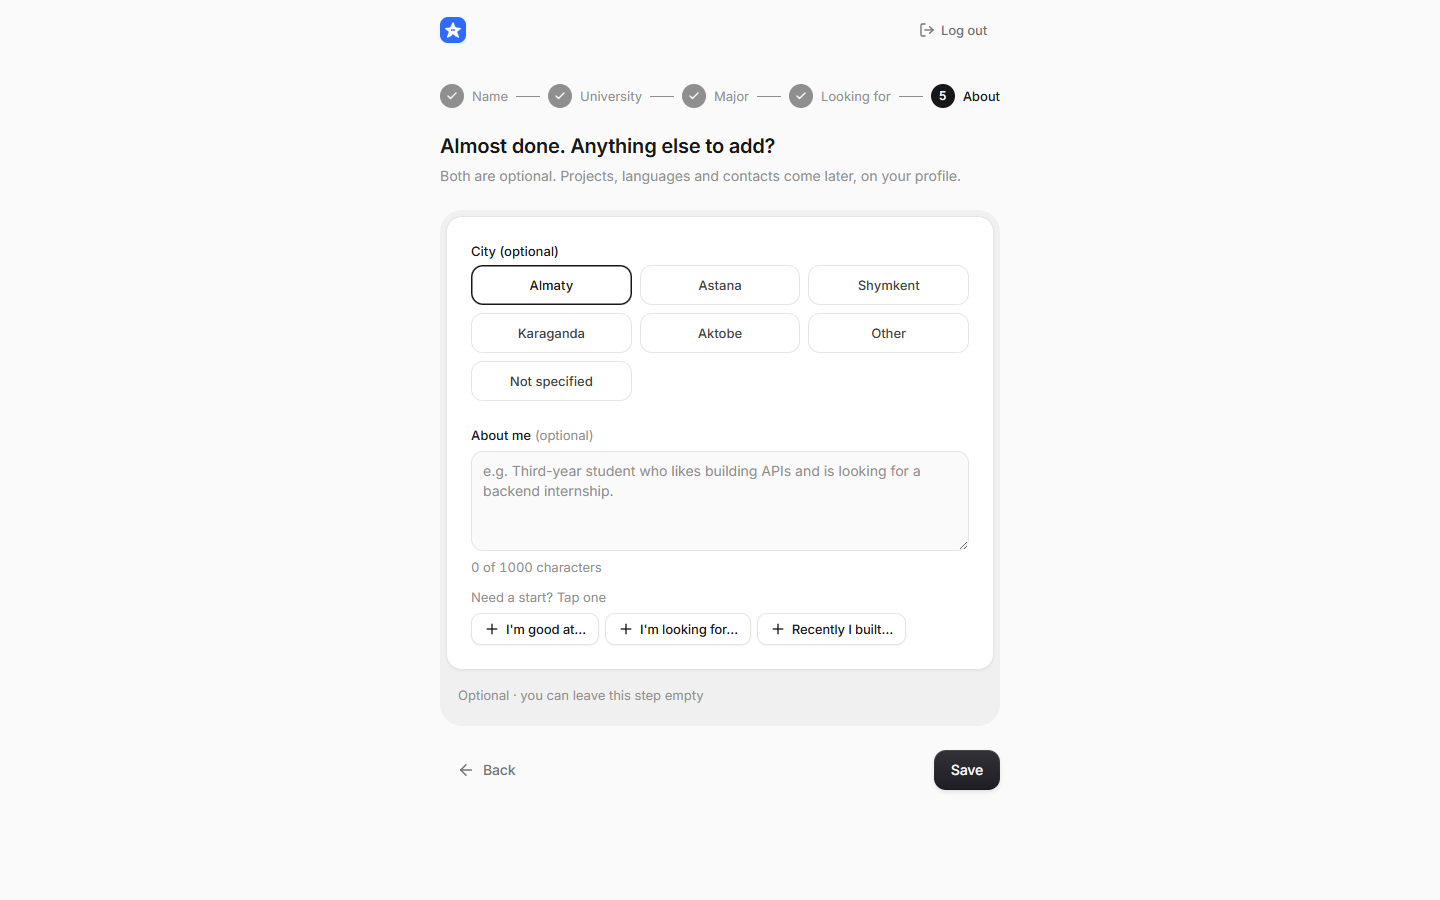 Log out
Name University Major Looking for 5 About
Almost done. Anything else to add?
Both are optional. Projects, languages and contacts come later, on your profile.
City (optional)
Almaty Astana Shymkent
Karaganda Aktobe Other
Not specified
About me (optional)
e.g. Third-year student who likes building APIs and is looking for a
backend internship.
0 of 1000 characters
Need a start? Tap one
I'm good at... I'm looking for... Recently I built...
Optional · you can leave this step empty
Back Save